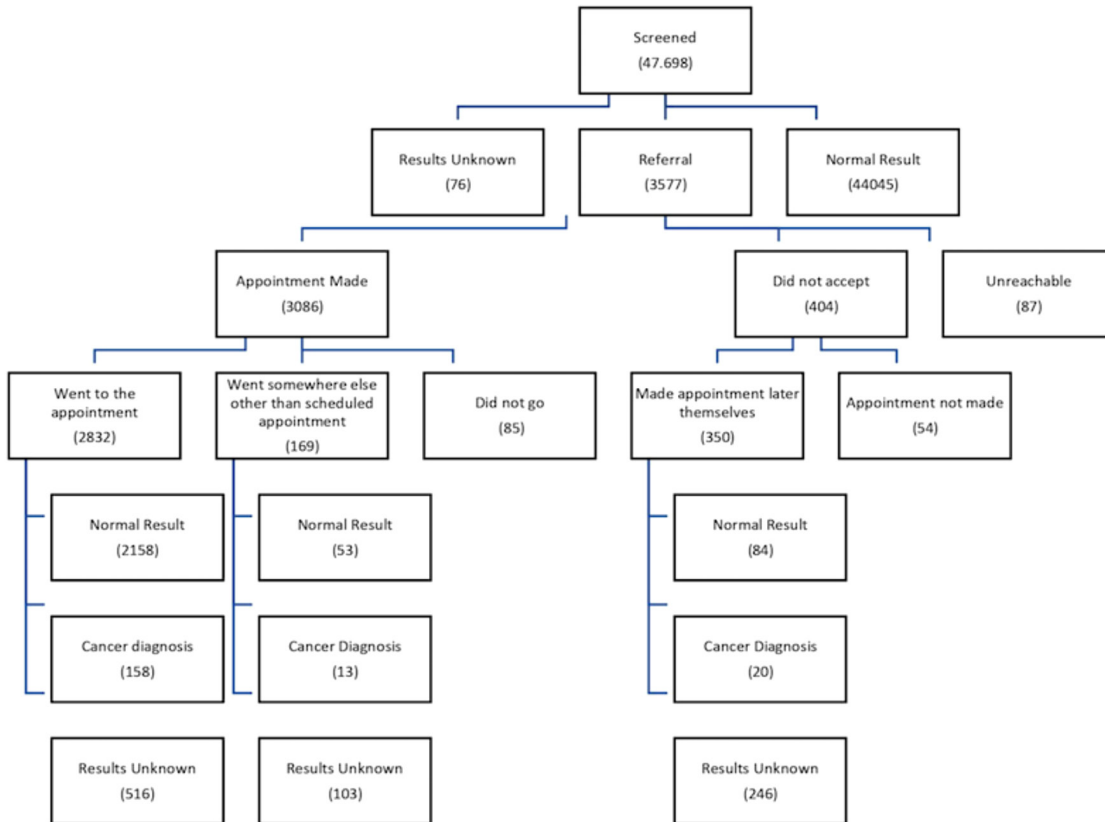 Screened
(47.698)
Results Unknown
(76)
Referral
(3577)
Normal Result
(44045)
Appointment Made
(3086)
Did not accept
(404)
Unreachable
(87)
Went to the
appointment
(2832)
Went somewhere else
other than scheduled
appointment
(169)
Did not go
(85)
Made appointment later
themselves
(350)
Appointment not made
(54)
Normal Result
(2158)
Normal Result
(53)
Normal Result
(84)
Cancer diagnosis
(158)
Cancer Diagnosis
(13)
Cancer Diagnosis
(20)
Results Unknown
(516)
Results Unknown
(103)
Results Unknown
(246)